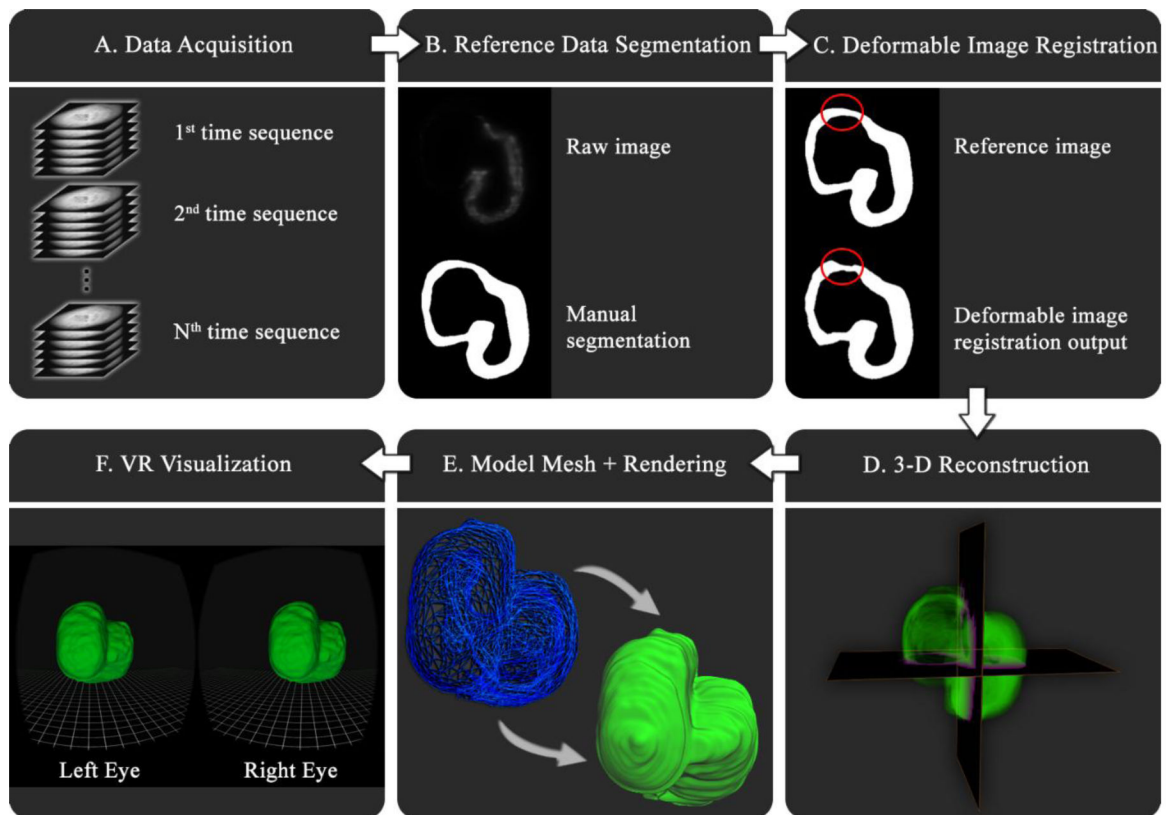 A. Data Acquisition
1st time sequence
2nd time sequence
Nth time sequence
B. Reference Data Segmentation
Raw image
Manual
segmentation
C. Deformable Image Registration
Reference image
Deformable image
registration output
D. 3-D Reconstruction
E. Model Mesh + Rendering
F. VR Visualization
Left Eye
Right Eye